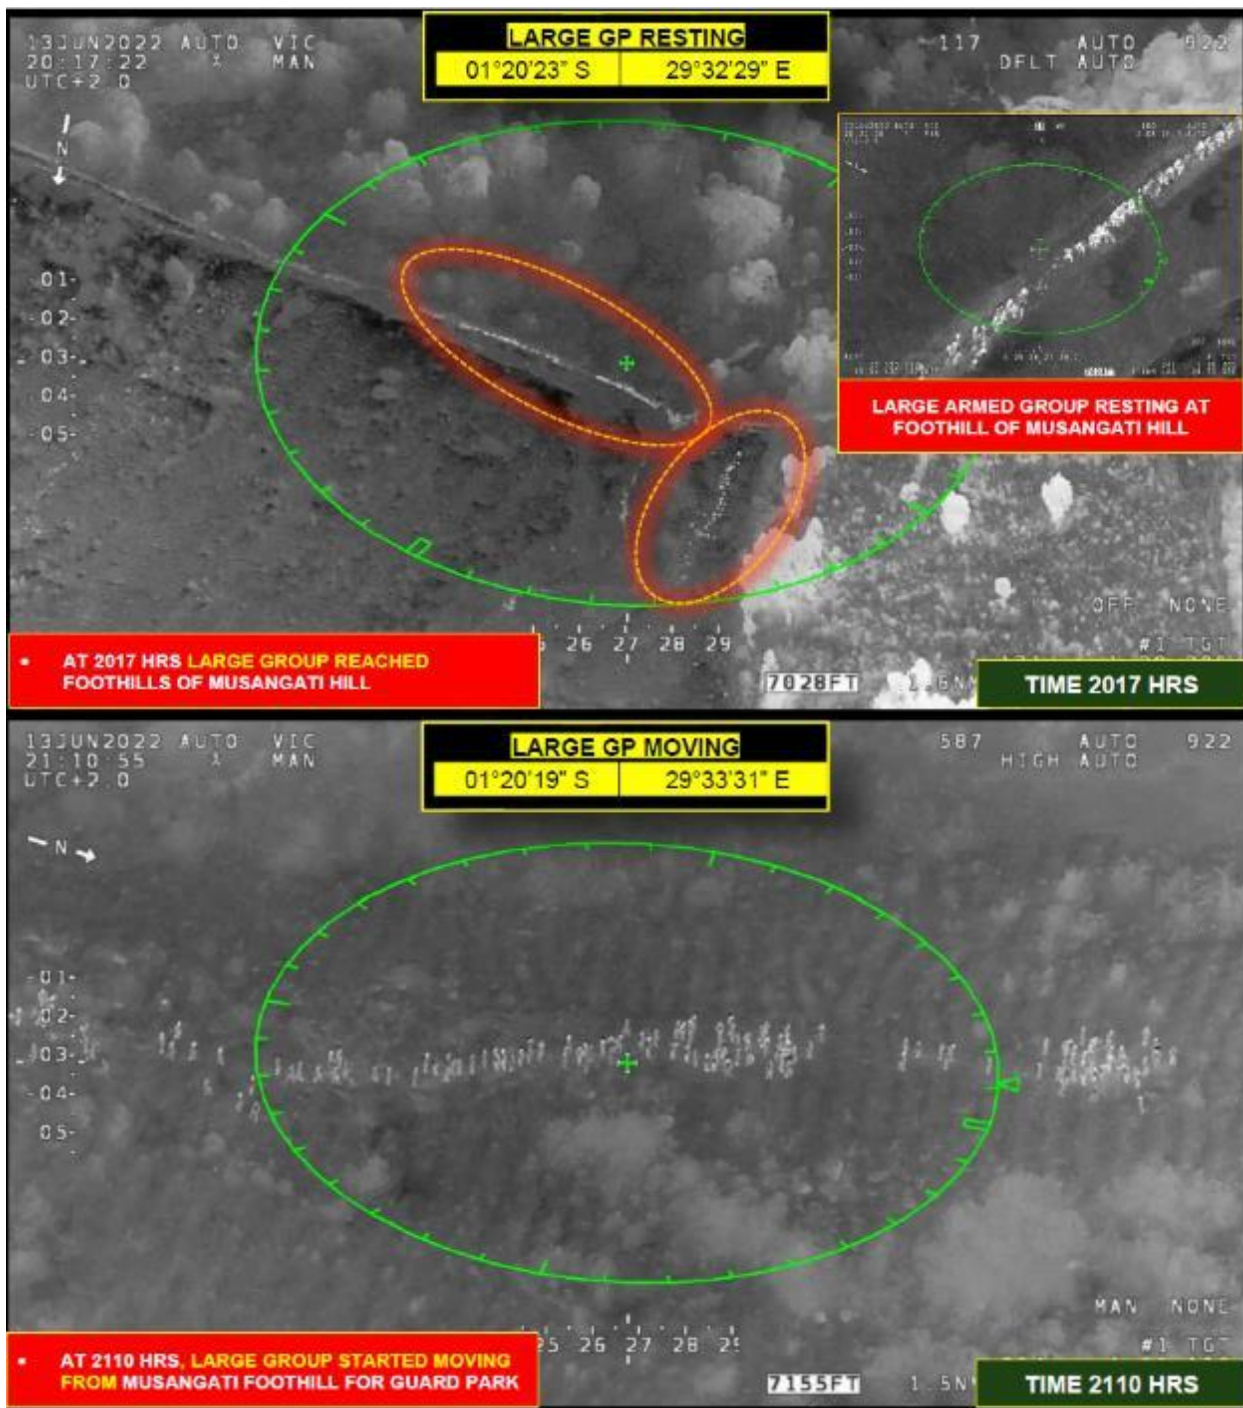 13JUN2022 AUTO VIC
20:17:22 MAN
UTC+2.0
LARGE GP RESTING
01°20'23" S 29°32'29" E
117 AUTO 922
DFLT AUTO
N
01-
-02-
03-
04-
-05-
LARGE ARMED GROUP RESTING AT
FOOTHILL OF MUSANGATI HILL
OFF NONE
#1 TGT
26 27 28 29
7028FT
• AT 2017 HRS LARGE GROUP REACHED
FOOTHILLS OF MUSANGATI HILL
TIME 2017 HRS
13JUN2022 AUTO VIC
21:10:55 MAN
UTC+2.0
LARGE GP MOVING
01°20'19" S 29°33'31" E
587 AUTO 922
HIGH AUTO
N
-01-
-02-
-03-
-04-
05-
MAN NONE
#1 TGT
25 26 27 28
7155FT 1.5N
• AT 2110 HRS, LARGE GROUP STARTED MOVING
FROM MUSANGATI FOOTHILL FOR GUARD PARK
TIME 2110 HRS